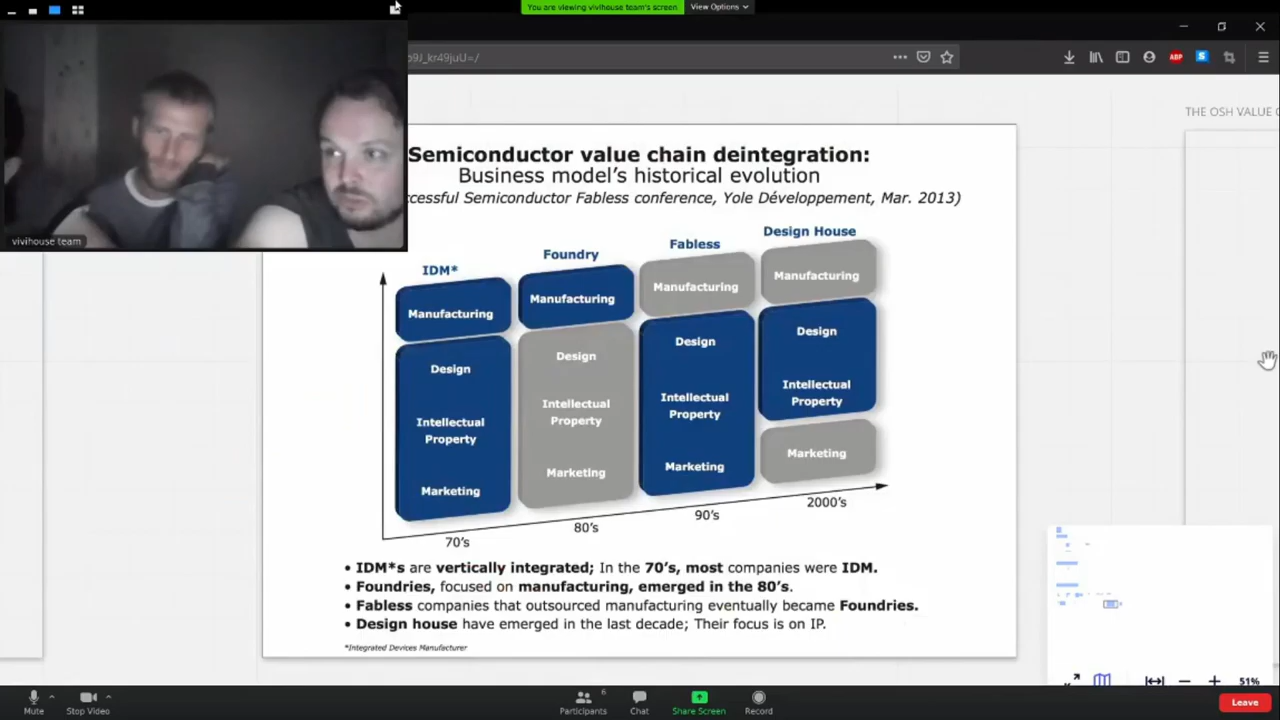 You are viewing vivihouse team's screen
View Options
o9J_kr49juU=/
ABP
S
vivihouse team
THE OSH VALUE
Semiconductor value chain deintegration:
Business model's historical evolution
Successful Semiconductor Fabless conference, Yole Développement, Mar. 2013)
IDM*
Foundry
Fabless
Design House
Manufacturing
Manufacturing
Manufacturing
Manufacturing
Design
Design
Design
Design
Intellectual
Property
Intellectual
Property
Intellectual
Property
Intellectual
Property
Marketing
Marketing
Marketing
Marketing
70's
80's
90's
2000's
• IDM*s are vertically integrated; In the 70's, most companies were IDM.
• Foundries, focused on manufacturing, emerged in the 80's.
• Fabless companies that outsourced manufacturing eventually became Foundries.
• Design house have emerged in the last decade; Their focus is on IP.
*Integrated Devices Manufacturer
51%
Mute
Stop Video
Participants
6
Chat
Share Screen
Record
Leave